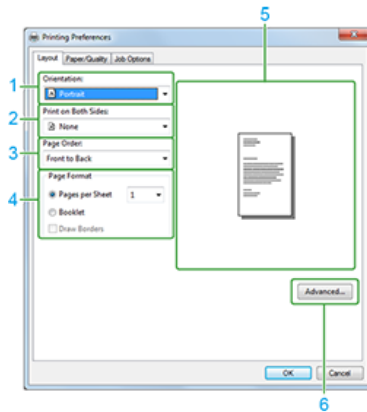 5
Printing Preferences
Layout Paper/Quality Job Options
1
Orientation:
Portrait
2
Print on Both Sides:
None
3
Page Order:
Front to Back
4
Page Format
Pages per Sheet 1
Booklet
Draw Borders
Advanced...
OK Cancel
6